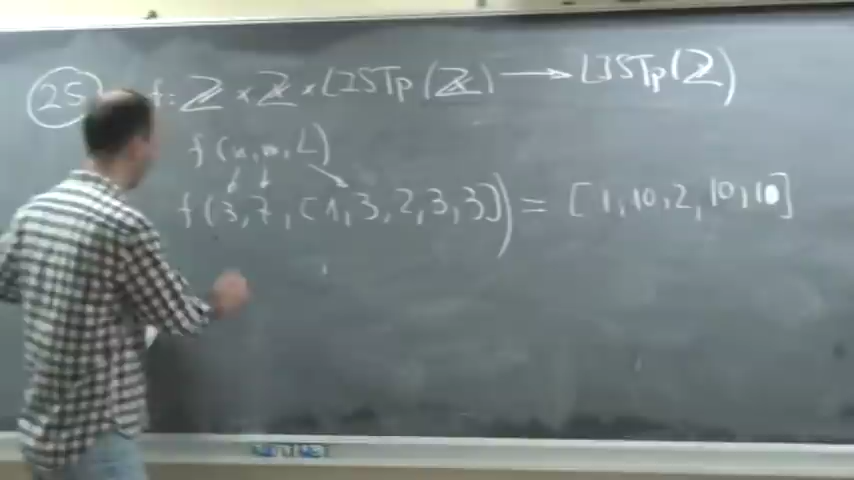 25 f: ℤ × ℤ × LISTp (ℤ) → LISTp (ℤ)
f (n, m, L)
f (3, 7, [1, 3, 2, 3, 3]) = [1, 10, 2, 10, 10]